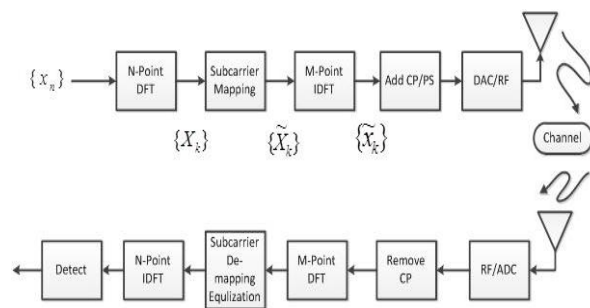 {x_n}
N-Point
DFT
Subcarrier
Mapping
M-Point
IDFT
Add CP/PS
DAC/RF
{X_k}
{X̃_k}
{x̃_k}
Channel
Detect
N-Point
IDFT
Subcarrier
De-
mapping
Equlization
M-Point
DFT
Remove
CP
RF/ADC